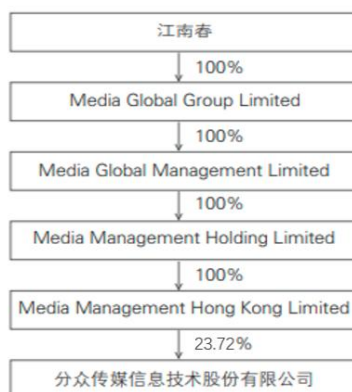 江南春
100%
Media Global Group Limited
100%
Media Global Management Limited
100%
Media Management Holding Limited
100%
Media Management Hong Kong Limited
23.72%
分众传媒信息技术股份有限公司